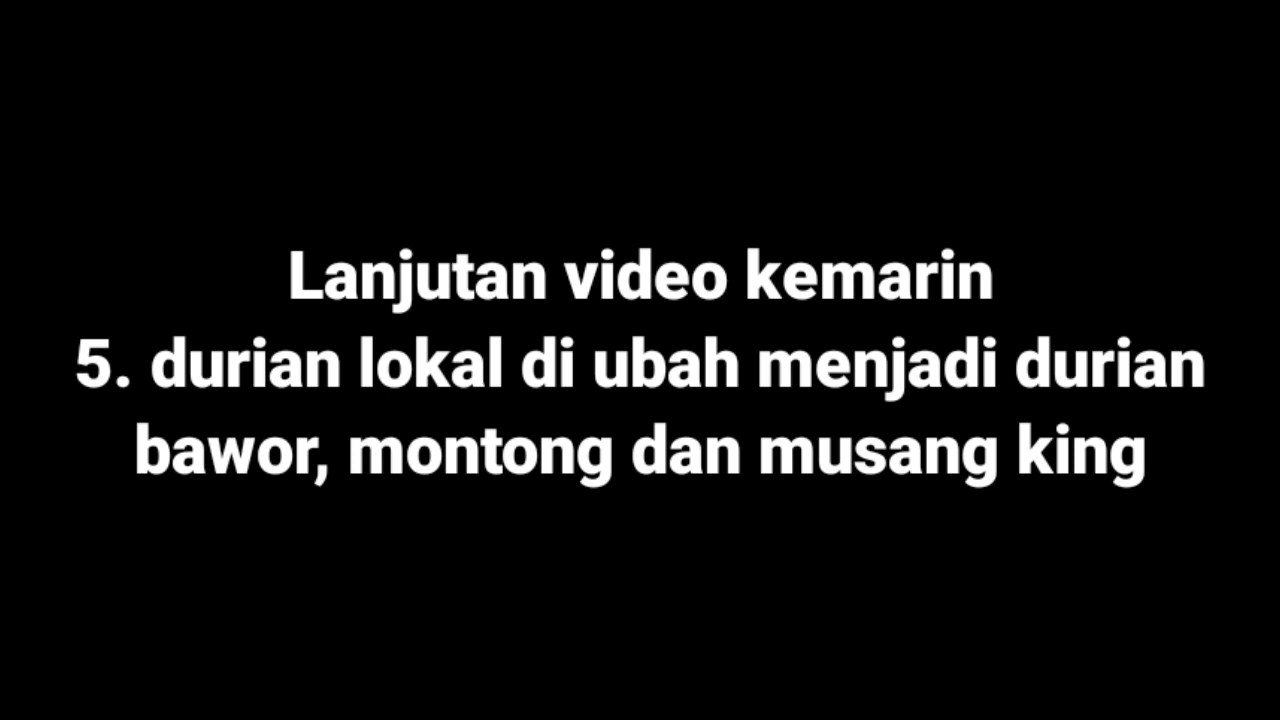 Lanjutan video kemarin
5. durian lokal di ubah menjadi durian
bawor, montong dan musang king